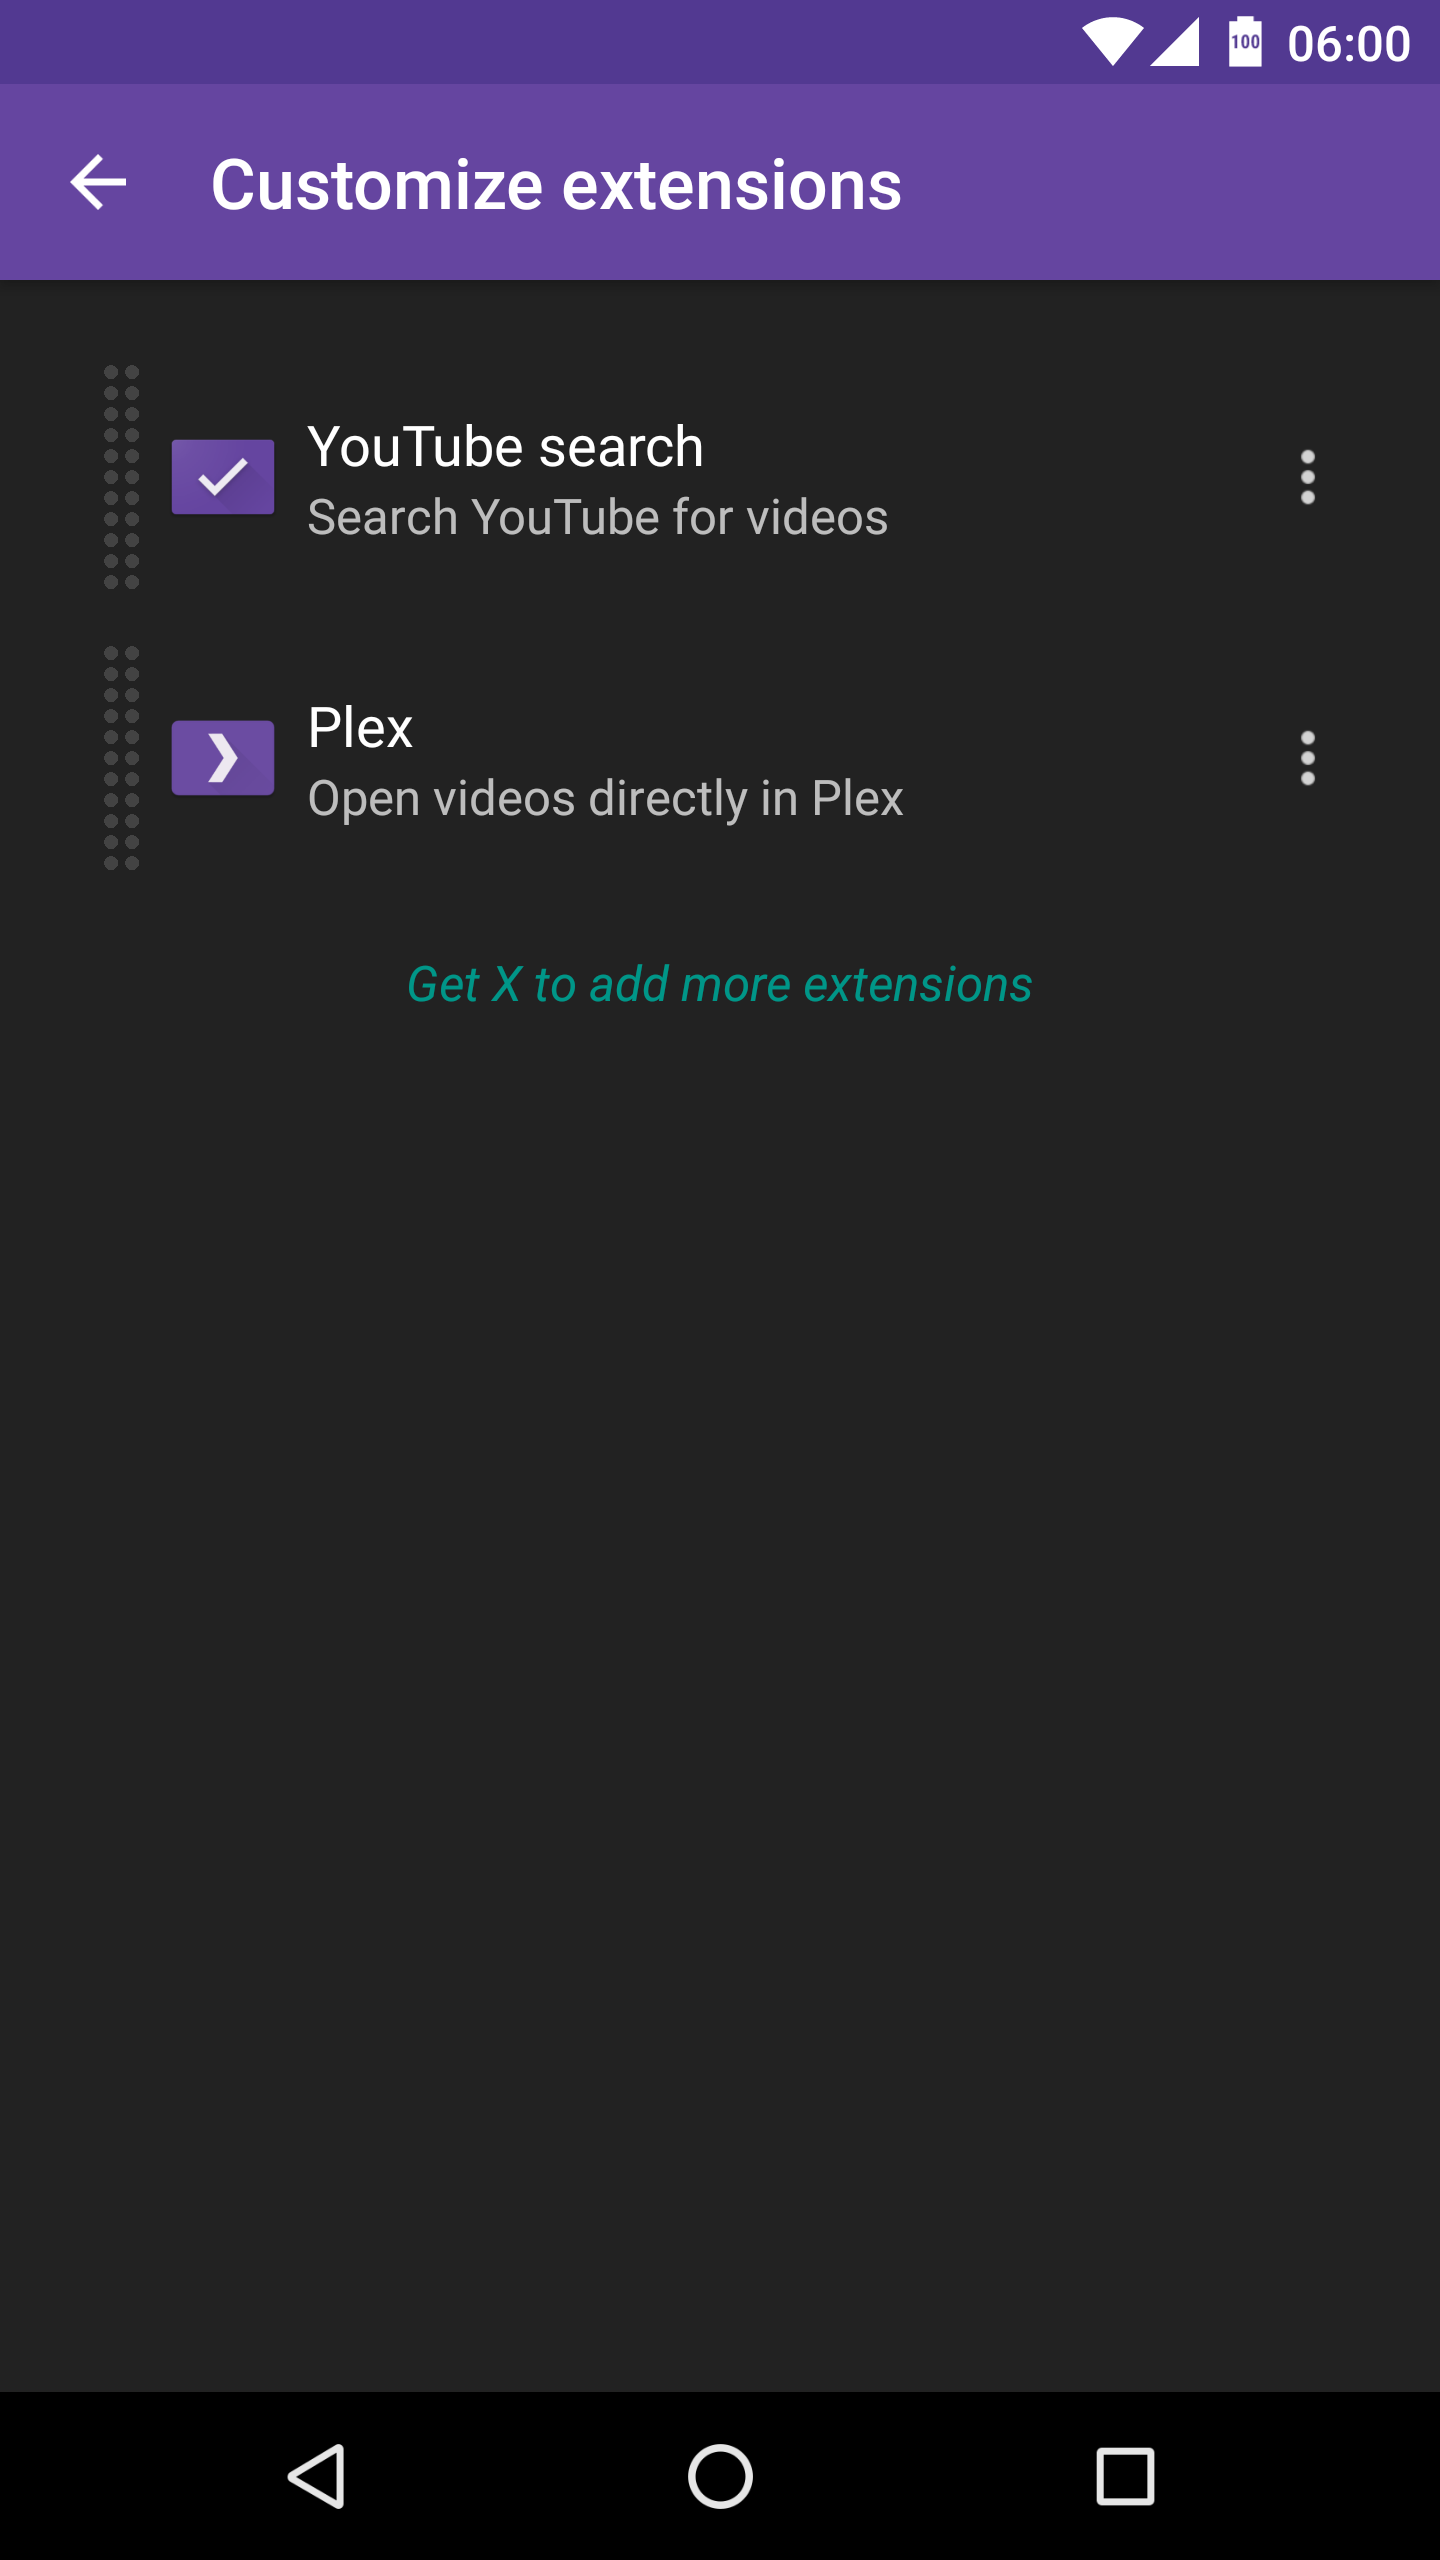 100 06:00
Customize extensions
YouTube search
Search YouTube for videos
Plex
Open videos directly in Plex
Get X to add more extensions